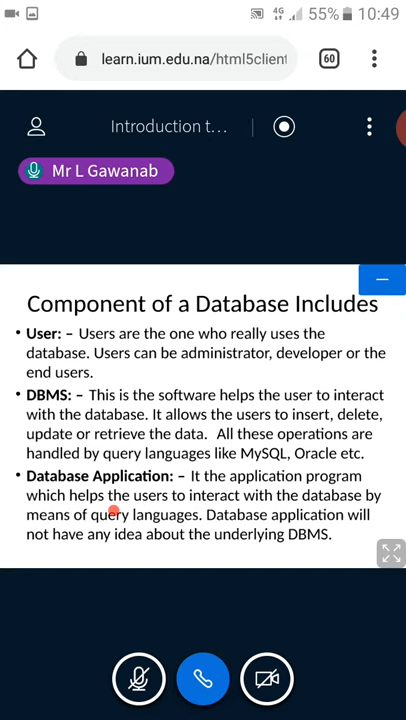 4G 55% 10:49
learn.ium.edu.na/html5client
60
Introduction t...
Mr L Gawanab
Component of a Database Includes
• User: – Users are the one who really uses the
database. Users can be administrator, developer or the
end users.
• DBMS: – This is the software helps the user to interact
with the database. It allows the users to insert, delete,
update or retrieve the data. All these operations are
handled by query languages like MySQL, Oracle etc.
• Database Application: – It the application program
which helps the users to interact with the database by
means of query languages. Database application will
not have any idea about the underlying DBMS.